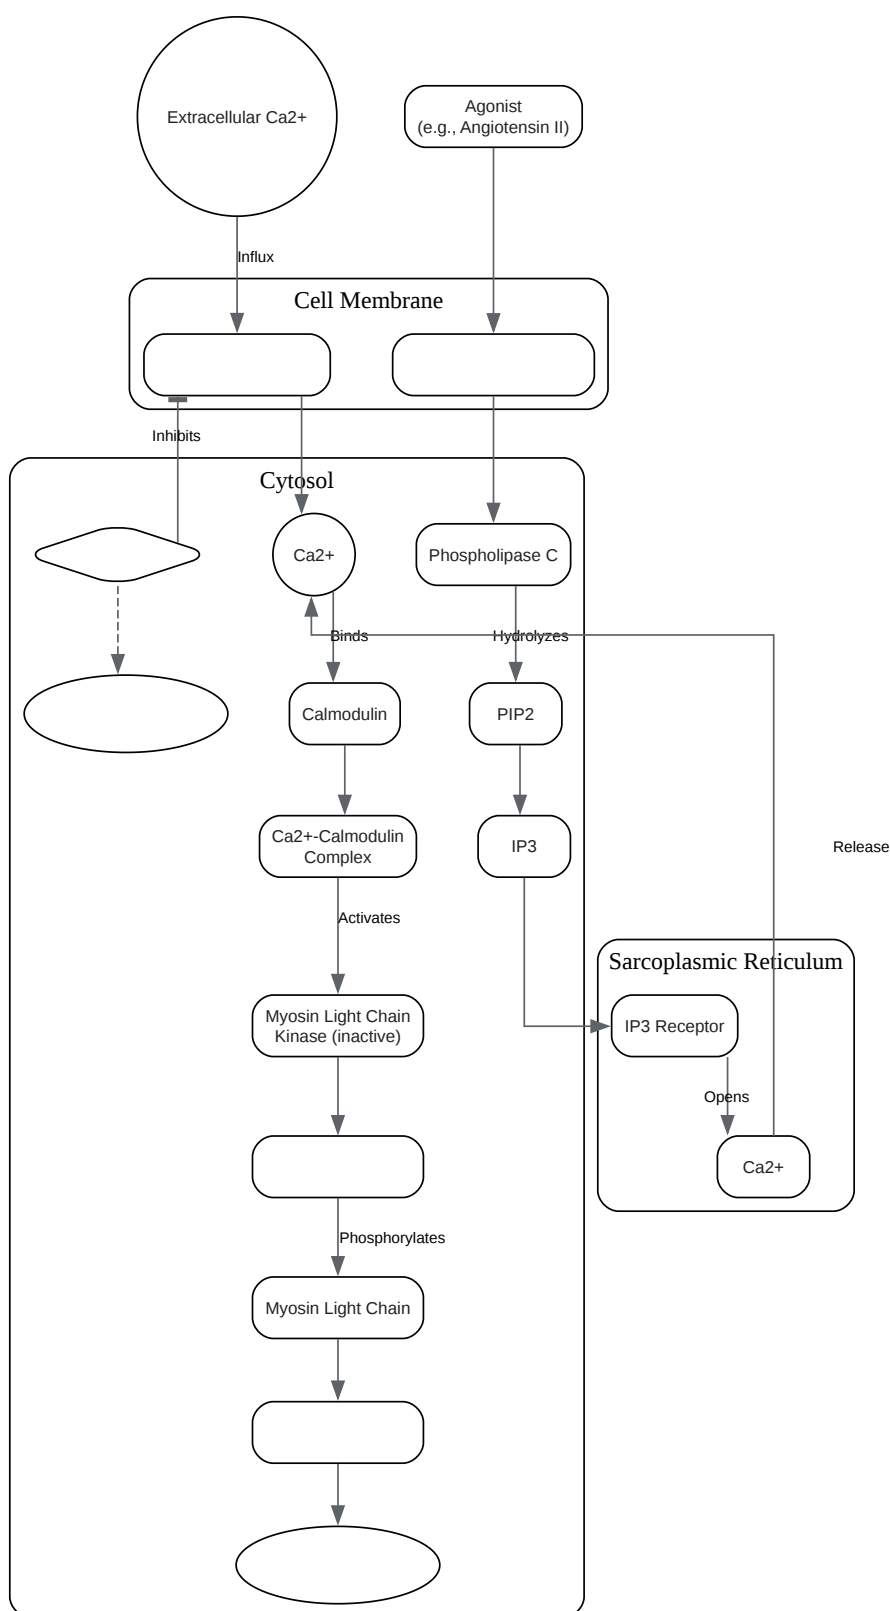 Extracellular Ca2+
Agonist
(e.g., Angiotensin II)
Influx
Cell Membrane
Inhibits
Cytosol
Ca2+
Phospholipase C
Binds
Hydrolyzes
Calmodulin
PIP2
Ca2+-Calmodulin
Complex
IP3
Release
Activates
Sarcoplasmic Reticulum
Myosin Light Chain
Kinase (inactive)
IP3 Receptor
Opens
Ca2+
Phosphorylates
Myosin Light Chain